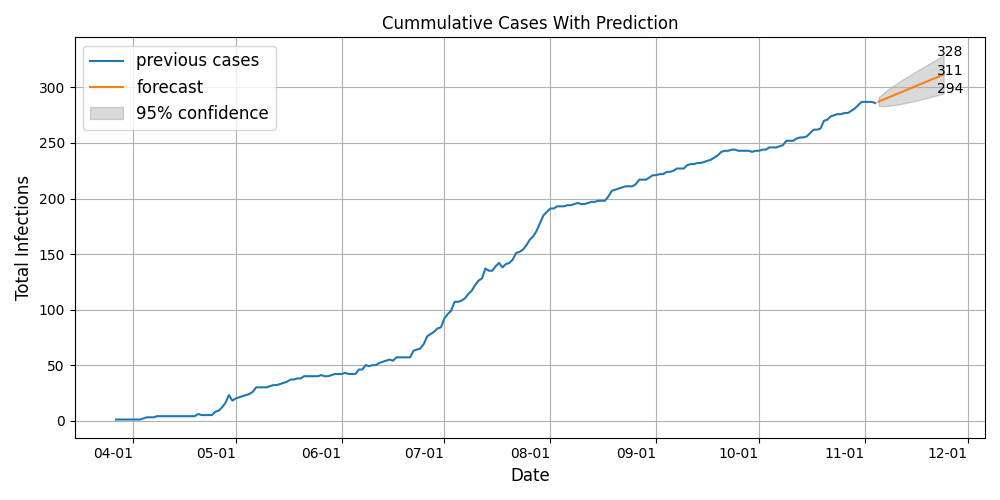 Cummulative Cases With Prediction
previous cases
forecast
95% confidence
328
311
294
Total Infections
300
250
200
150
100
50
0
04-01 05-01 06-01 07-01 08-01 09-01 10-01 11-01 12-01
Date